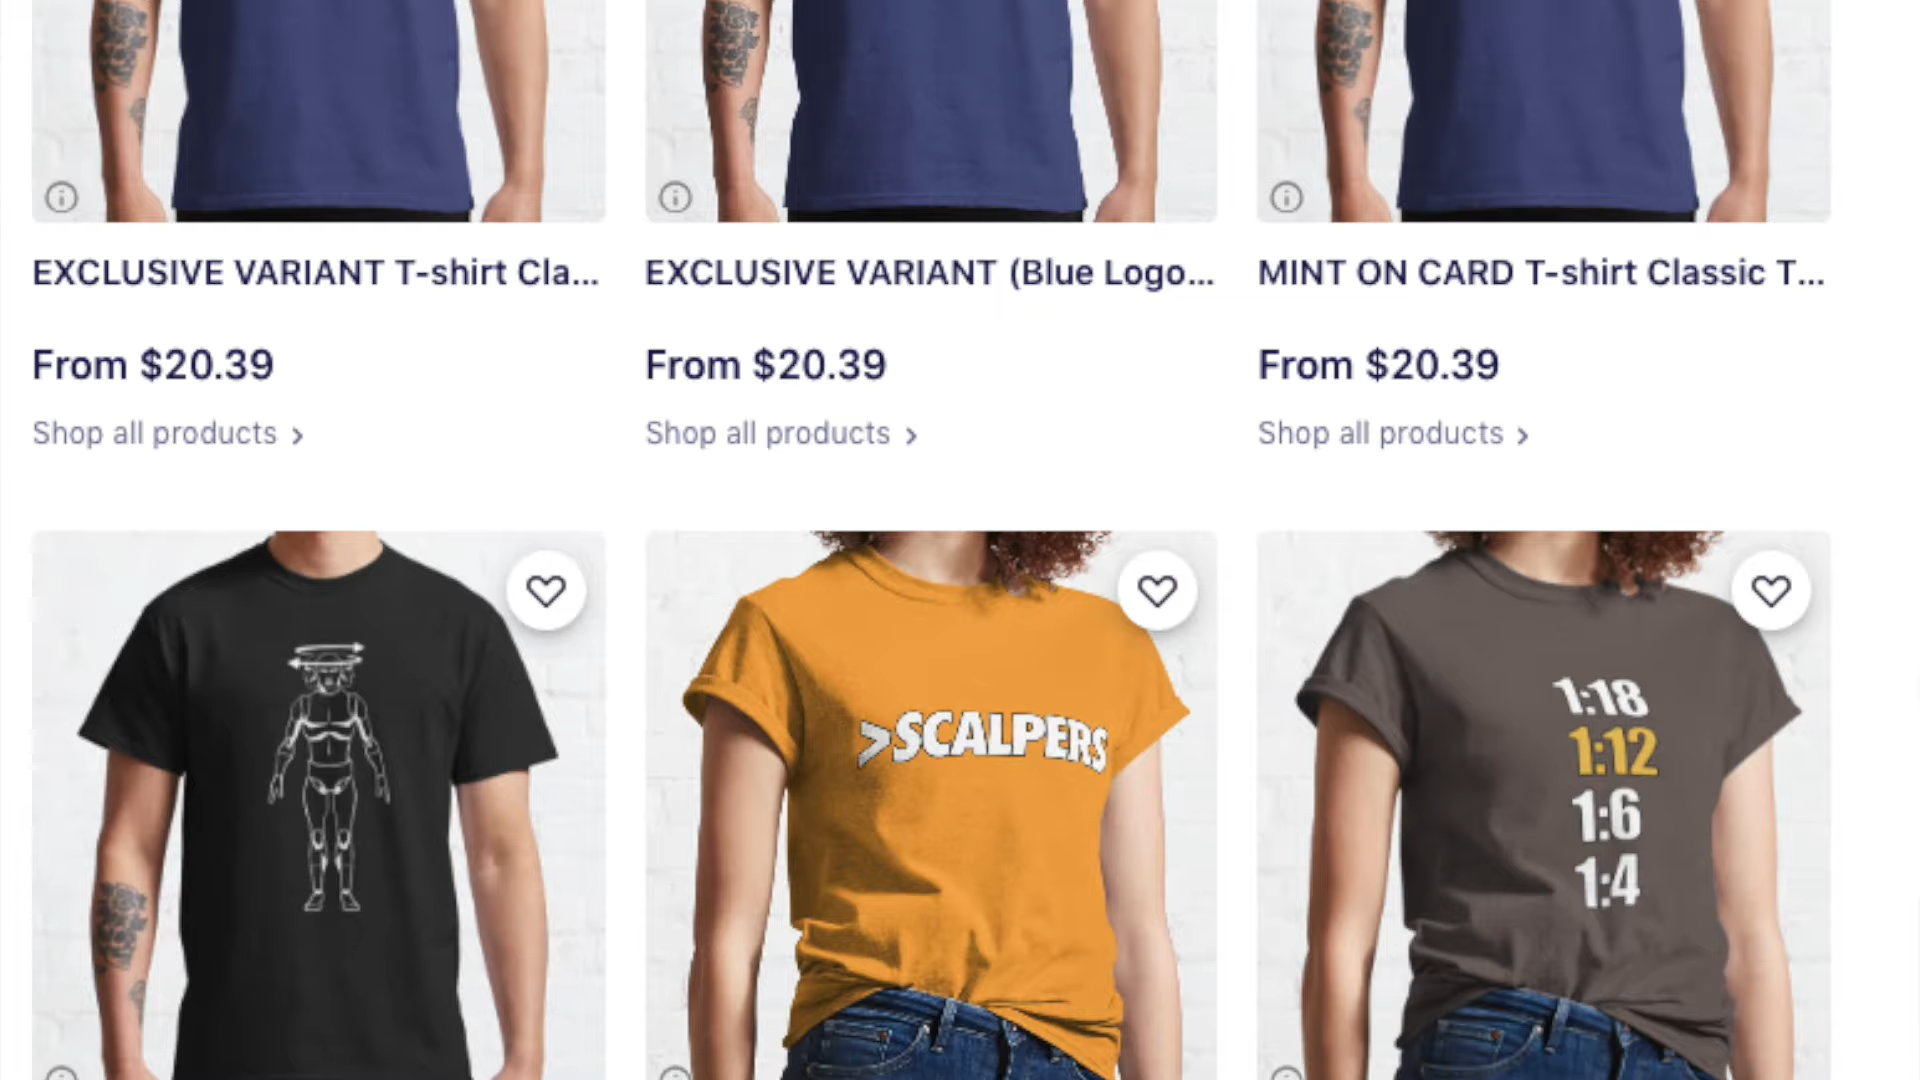 EXCLUSIVE VARIANT T-shirt Cla...
EXCLUSIVE VARIANT (Blue Logo...
MINT ON CARD T-shirt Classic T...
From $20.39
From $20.39
From $20.39
Shop all products >
Shop all products >
Shop all products >
>SCALPERS
1:18
1:12
1:6
1:4